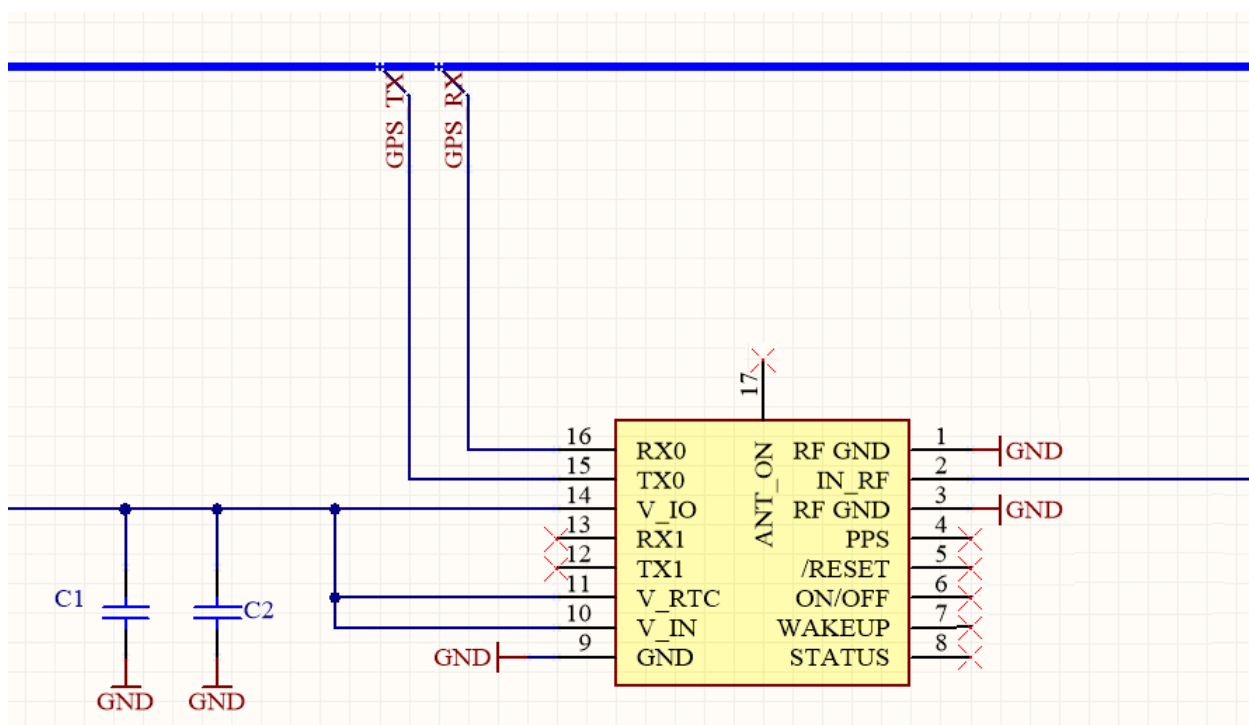 GPS TX
GPS RX
17
ANT_ON
16
RX0
RF GND
1
GND
15
TX0
IN_RF
2
14
V_IO
RF GND
3
GND
13
RX1
PPS
4
12
TX1
/RESET
5
11
V_RTC
ON/OFF
6
10
V_IN
WAKEUP
7
GND
9
GND
STATUS
8
C1
C2
GND
GND